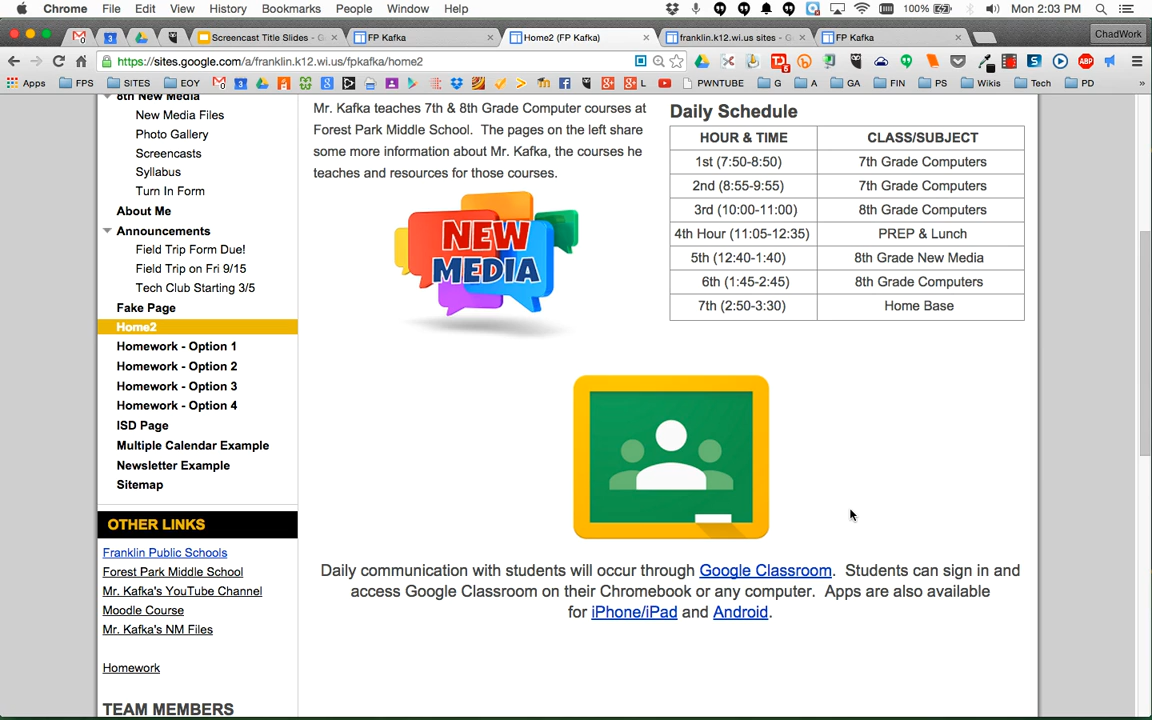 Chrome File Edit View History Bookmarks People Window Help 100% Mon 2:03 PM
Screencast Title Slides - G FP Kafka Home2 (FP Kafka) franklin.k12.wi.us sites - G FP Kafka ChadWork
https://sites.google.com/a/franklin.k12.wi.us/fpkafka/home2
Apps FPS SITES EOY PWNTUBE G A GA FIN PS Wikis Tech PD »
8th New Media
New Media Files
Photo Gallery
Screencasts
Syllabus
Turn In Form
About Me
Announcements
Field Trip Form Due!
Field Trip on Fri 9/15
Tech Club Starting 3/5
Fake Page
Home2
Homework - Option 1
Homework - Option 2
Homework - Option 3
Homework - Option 4
ISD Page
Multiple Calendar Example
Newsletter Example
Sitemap
OTHER LINKS
Franklin Public Schools
Forest Park Middle School
Mr. Kafka's YouTube Channel
Moodle Course
Mr. Kafka's NM Files
Homework
TEAM MEMBERS
Mr. Kafka teaches 7th & 8th Grade Computer courses at
Forest Park Middle School. The pages on the left share
some more information about Mr. Kafka, the courses he
teaches and resources for those courses.
NEW
MEDIA
Daily Schedule
HOUR & TIME CLASS/SUBJECT
1st (7:50-8:50) 7th Grade Computers
2nd (8:55-9:55) 7th Grade Computers
3rd (10:00-11:00) 8th Grade Computers
4th Hour (11:05-12:35) PREP & Lunch
5th (12:40-1:40) 8th Grade New Media
6th (1:45-2:45) 8th Grade Computers
7th (2:50-3:30) Home Base
Daily communication with students will occur through Google Classroom. Students can sign in and
access Google Classroom on their Chromebook or any computer. Apps are also available
for iPhone/iPad and Android.